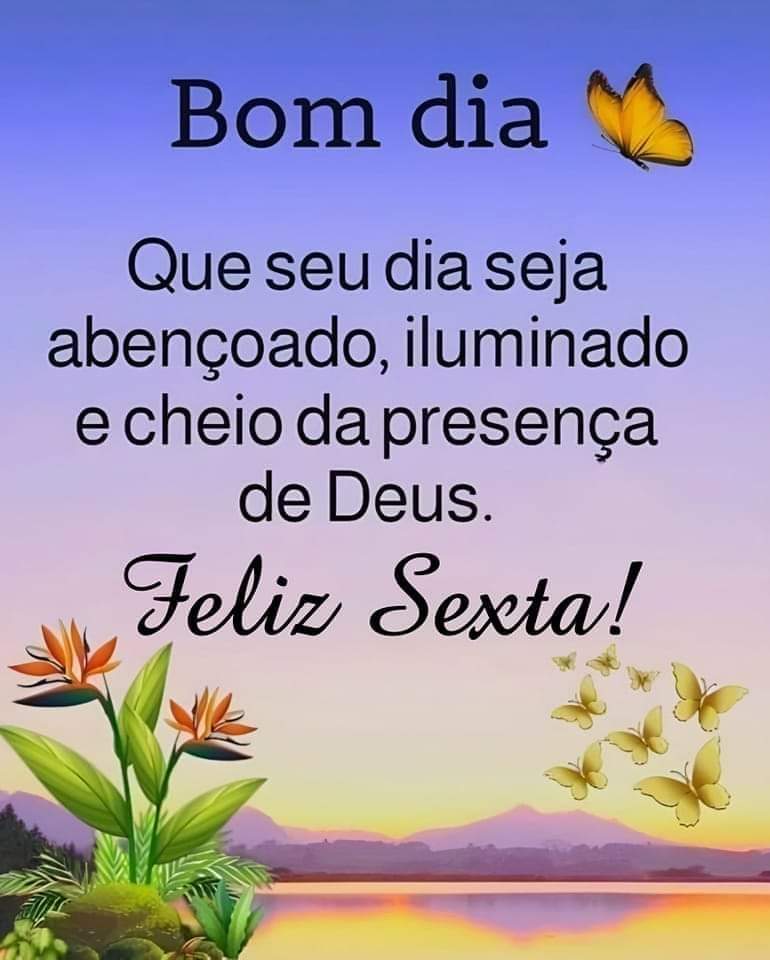 Bom dia
Que seu dia seja
abençoado, iluminado
e cheio da presença
de Deus.
Feliz Sexta!